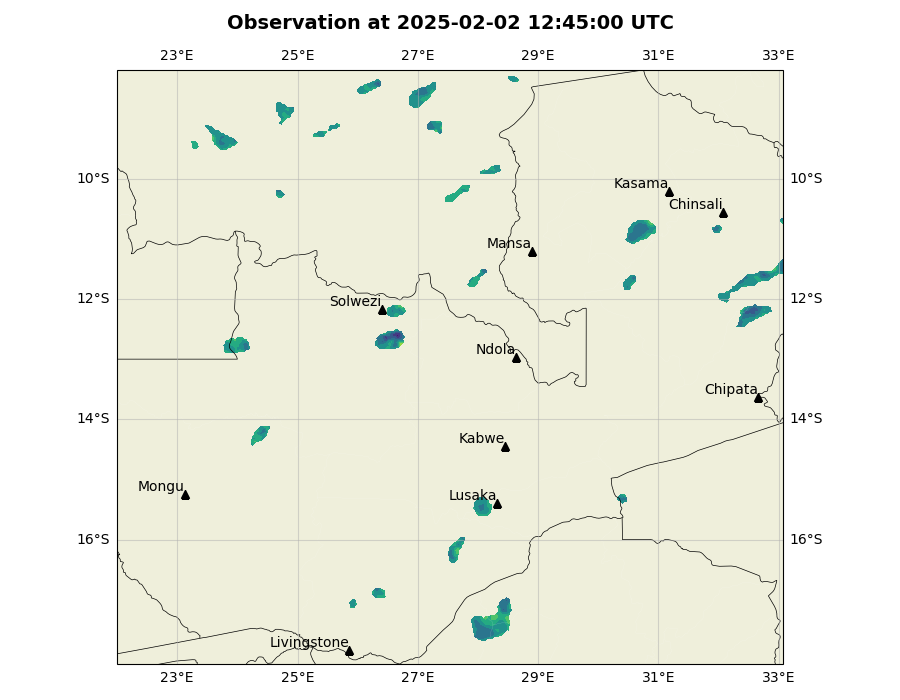 Observation at 2025-02-02 12:45:00 UTC
23°E 25°E 27°E 29°E 31°E 33°E
10°S 10°S
Kasama
Chinsali
Mansa
12°S 12°S
Solwezi
Ndola
Chipata
14°S 14°S
Kabwe
Mongu
Lusaka
16°S 16°S
Livingstone
23°E 25°E 27°E 29°E 31°E 33°E